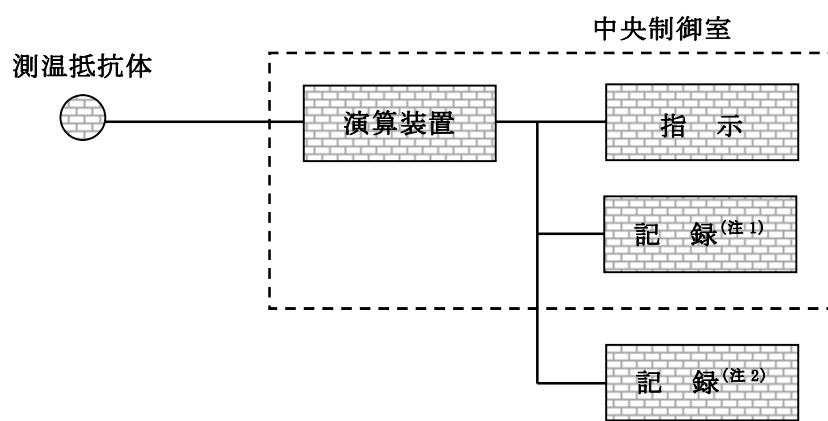 中央制御室
測温抵抗体
演算装置
指 示
記 録(注1)
記 録(注2)